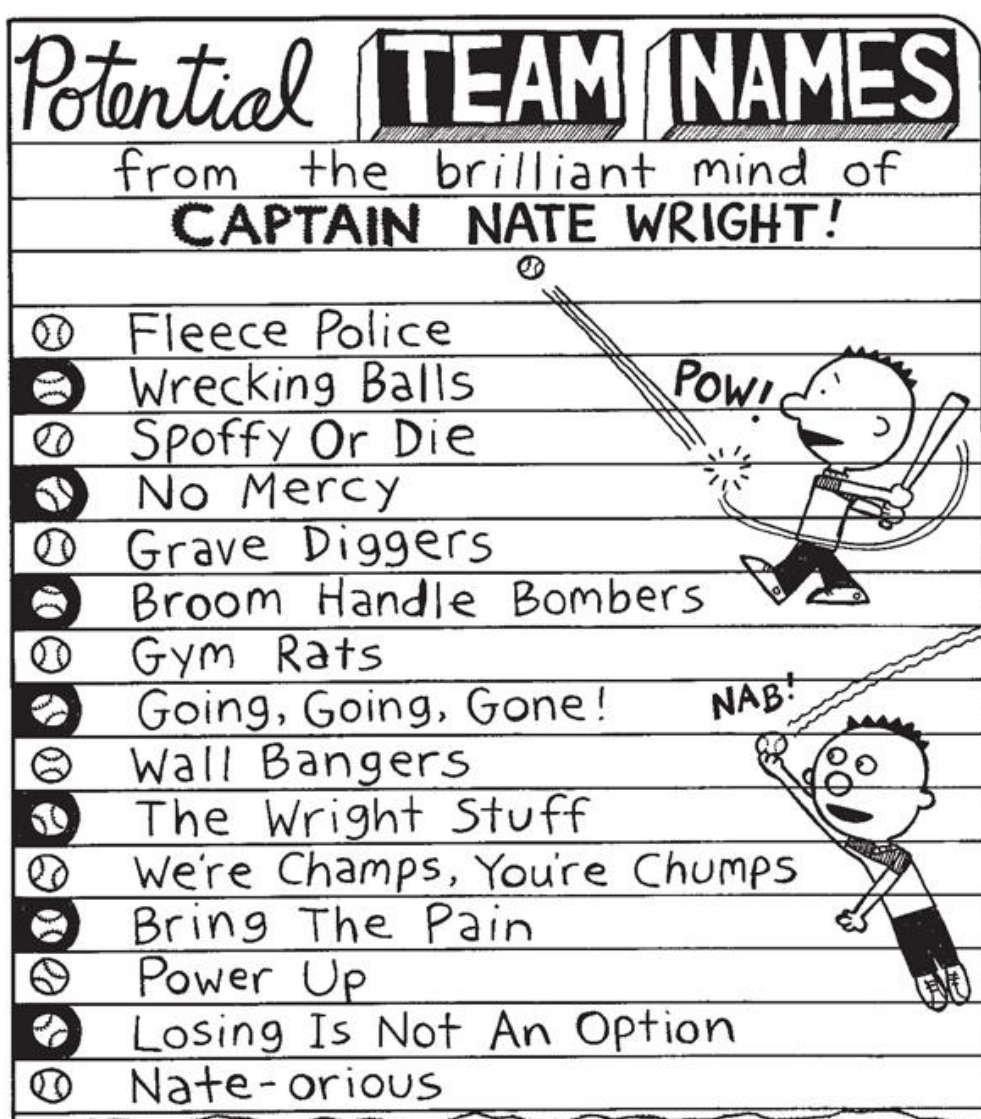 Potential TEAM NAMES
from the brilliant mind of
CAPTAIN NATE WRIGHT!
Fleece Police
Wrecking Balls
POW!
Spoffy Or Die
No Mercy
Grave Diggers
Broom Handle Bombers
Gym Rats
Going, Going, Gone!
NAB!
Wall Bangers
The Wright Stuff
We're Champs, You're Chumps
Bring The Pain
Power Up
Losing Is Not An Option
Nate-orious